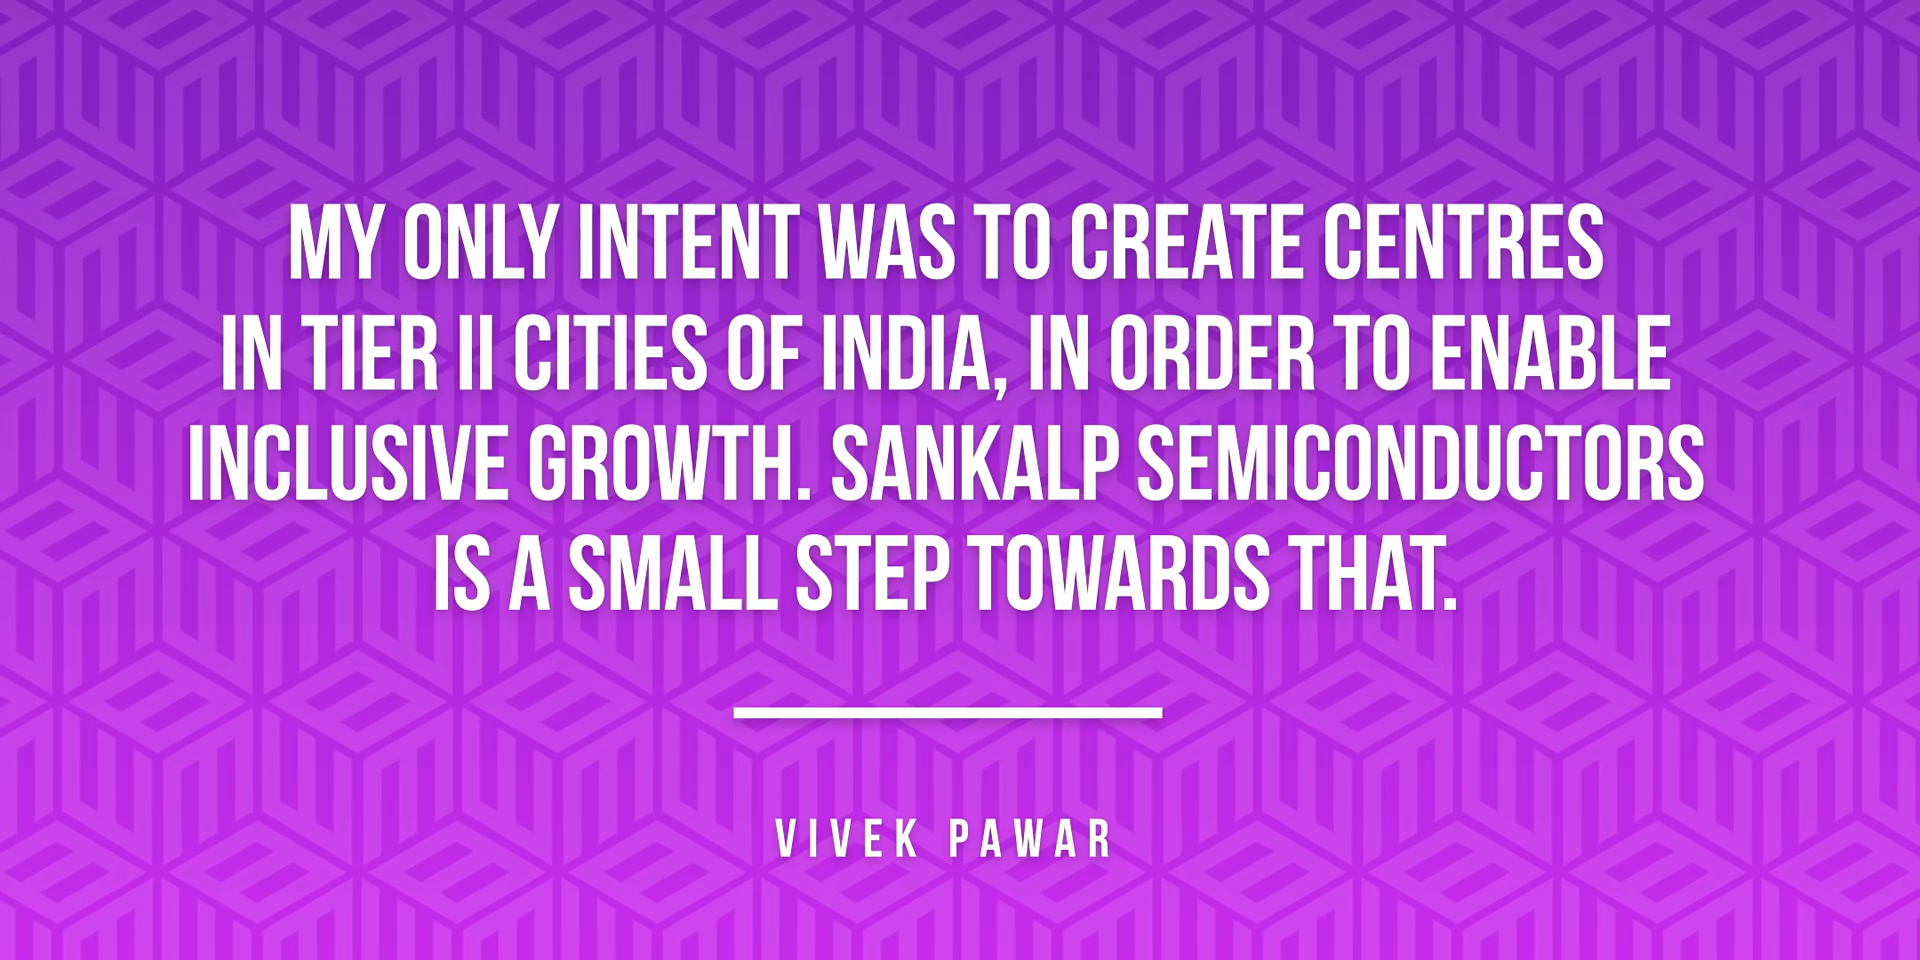 MY ONLY INTENT WAS TO CREATE CENTRES
IN TIER II CITIES OF INDIA, IN ORDER TO ENABLE
INCLUSIVE GROWTH. SANKALP SEMICONDUCTORS
IS A SMALL STEP TOWARDS THAT.
VIVEK PAWAR